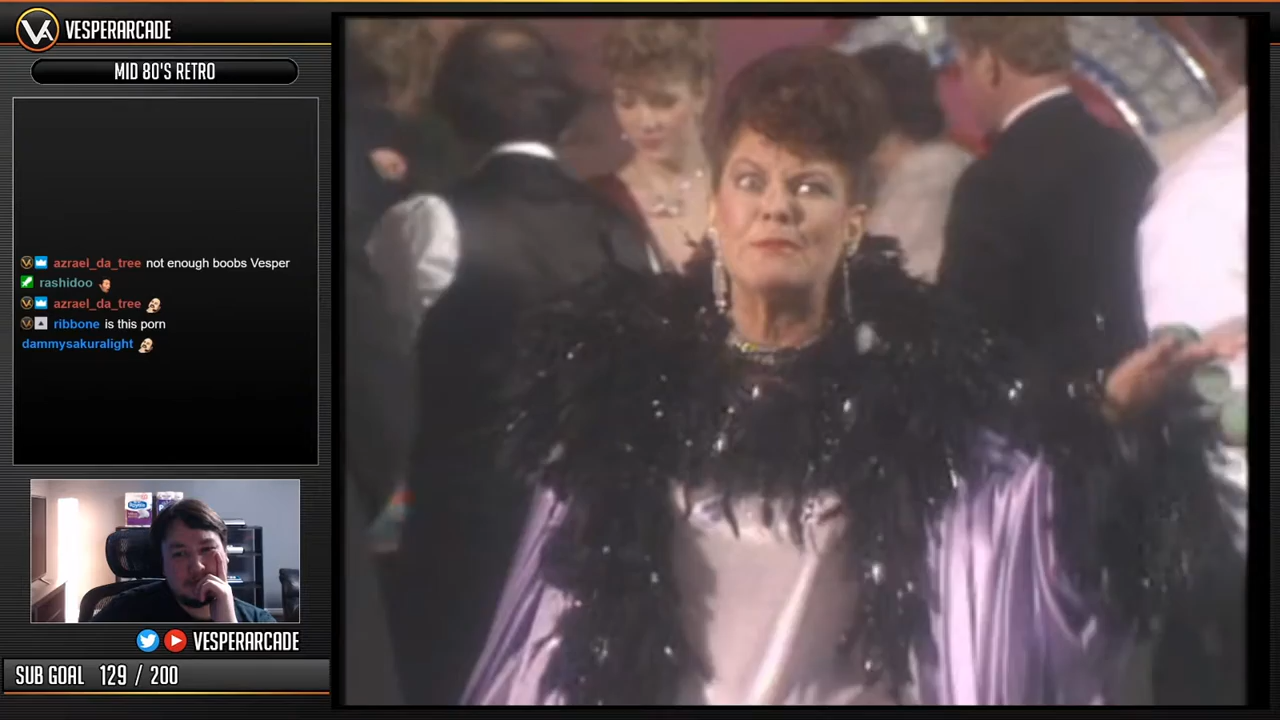 VESPERARCADE
MID 80'S RETRO
azrael_da_tree not enough boobs Vesper
rashidoo
azrael_da_tree
ribbone is this porn
dammysakuralight
VESPERARCADE
SUB GOAL 129 / 200